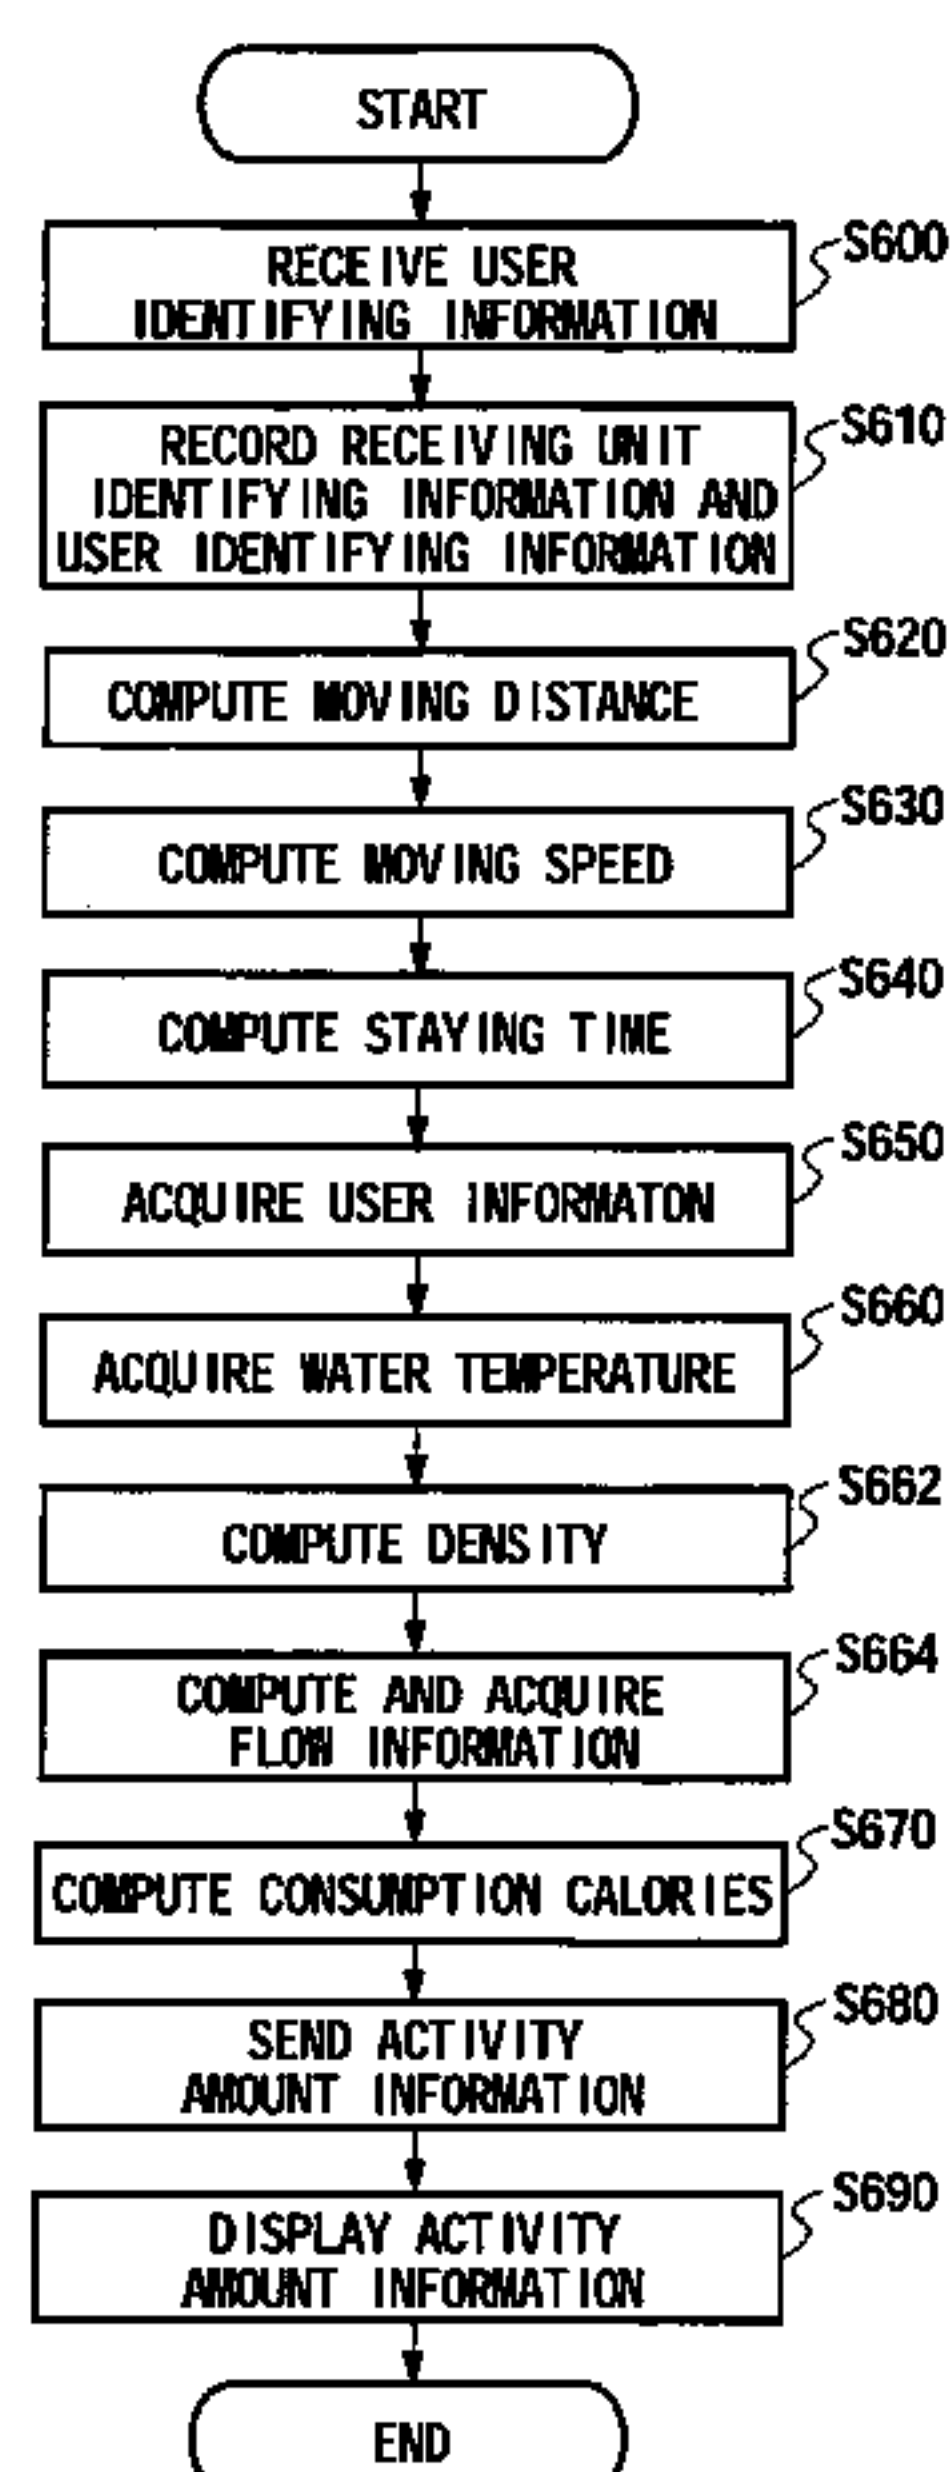 START
RECEIVE USER
IDENTIFYING INFORMATION
S600
RECORD RECEIVING UNIT
IDENTIFYING INFORMATION AND
USER IDENTIFYING INFORMATION
S610
COMPUTE MOVING DISTANCE
S620
COMPUTE MOVING SPEED
S630
COMPUTE STAYING TIME
S640
ACQUIRE USER INFORMATON
S650
ACQUIRE WATER TEMPERATURE
S660
COMPUTE DENSITY
S662
COMPUTE AND ACQUIRE
FLOW INFORMATION
S664
COMPUTE CONSUMPTION CALORIES
S670
SEND ACTIVITY
AMOUNT INFORMATION
S680
DISPLAY ACTIVITY
AMOUNT INFORMATION
S690
END